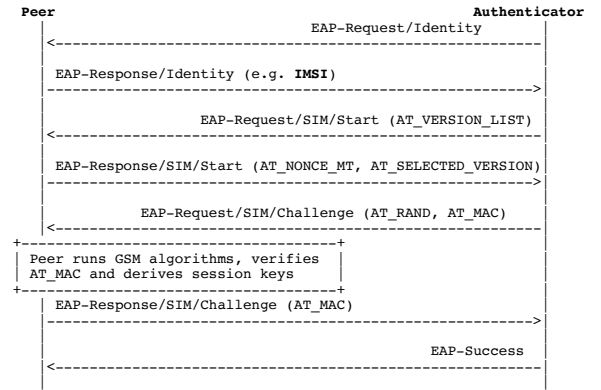 Peer Authenticator
EAP-Request/Identity
EAP-Response/Identity (e.g. IMSI)
EAP-Request/SIM/Start (AT_VERSION_LIST)
EAP-Response/SIM/Start (AT_NONCE_MT, AT_SELECTED_VERSION)
EAP-Request/SIM/Challenge (AT_RAND, AT_MAC)
Peer runs GSM algorithms, verifies
AT_MAC and derives session keys
EAP-Response/SIM/Challenge (AT_MAC)
EAP-Success